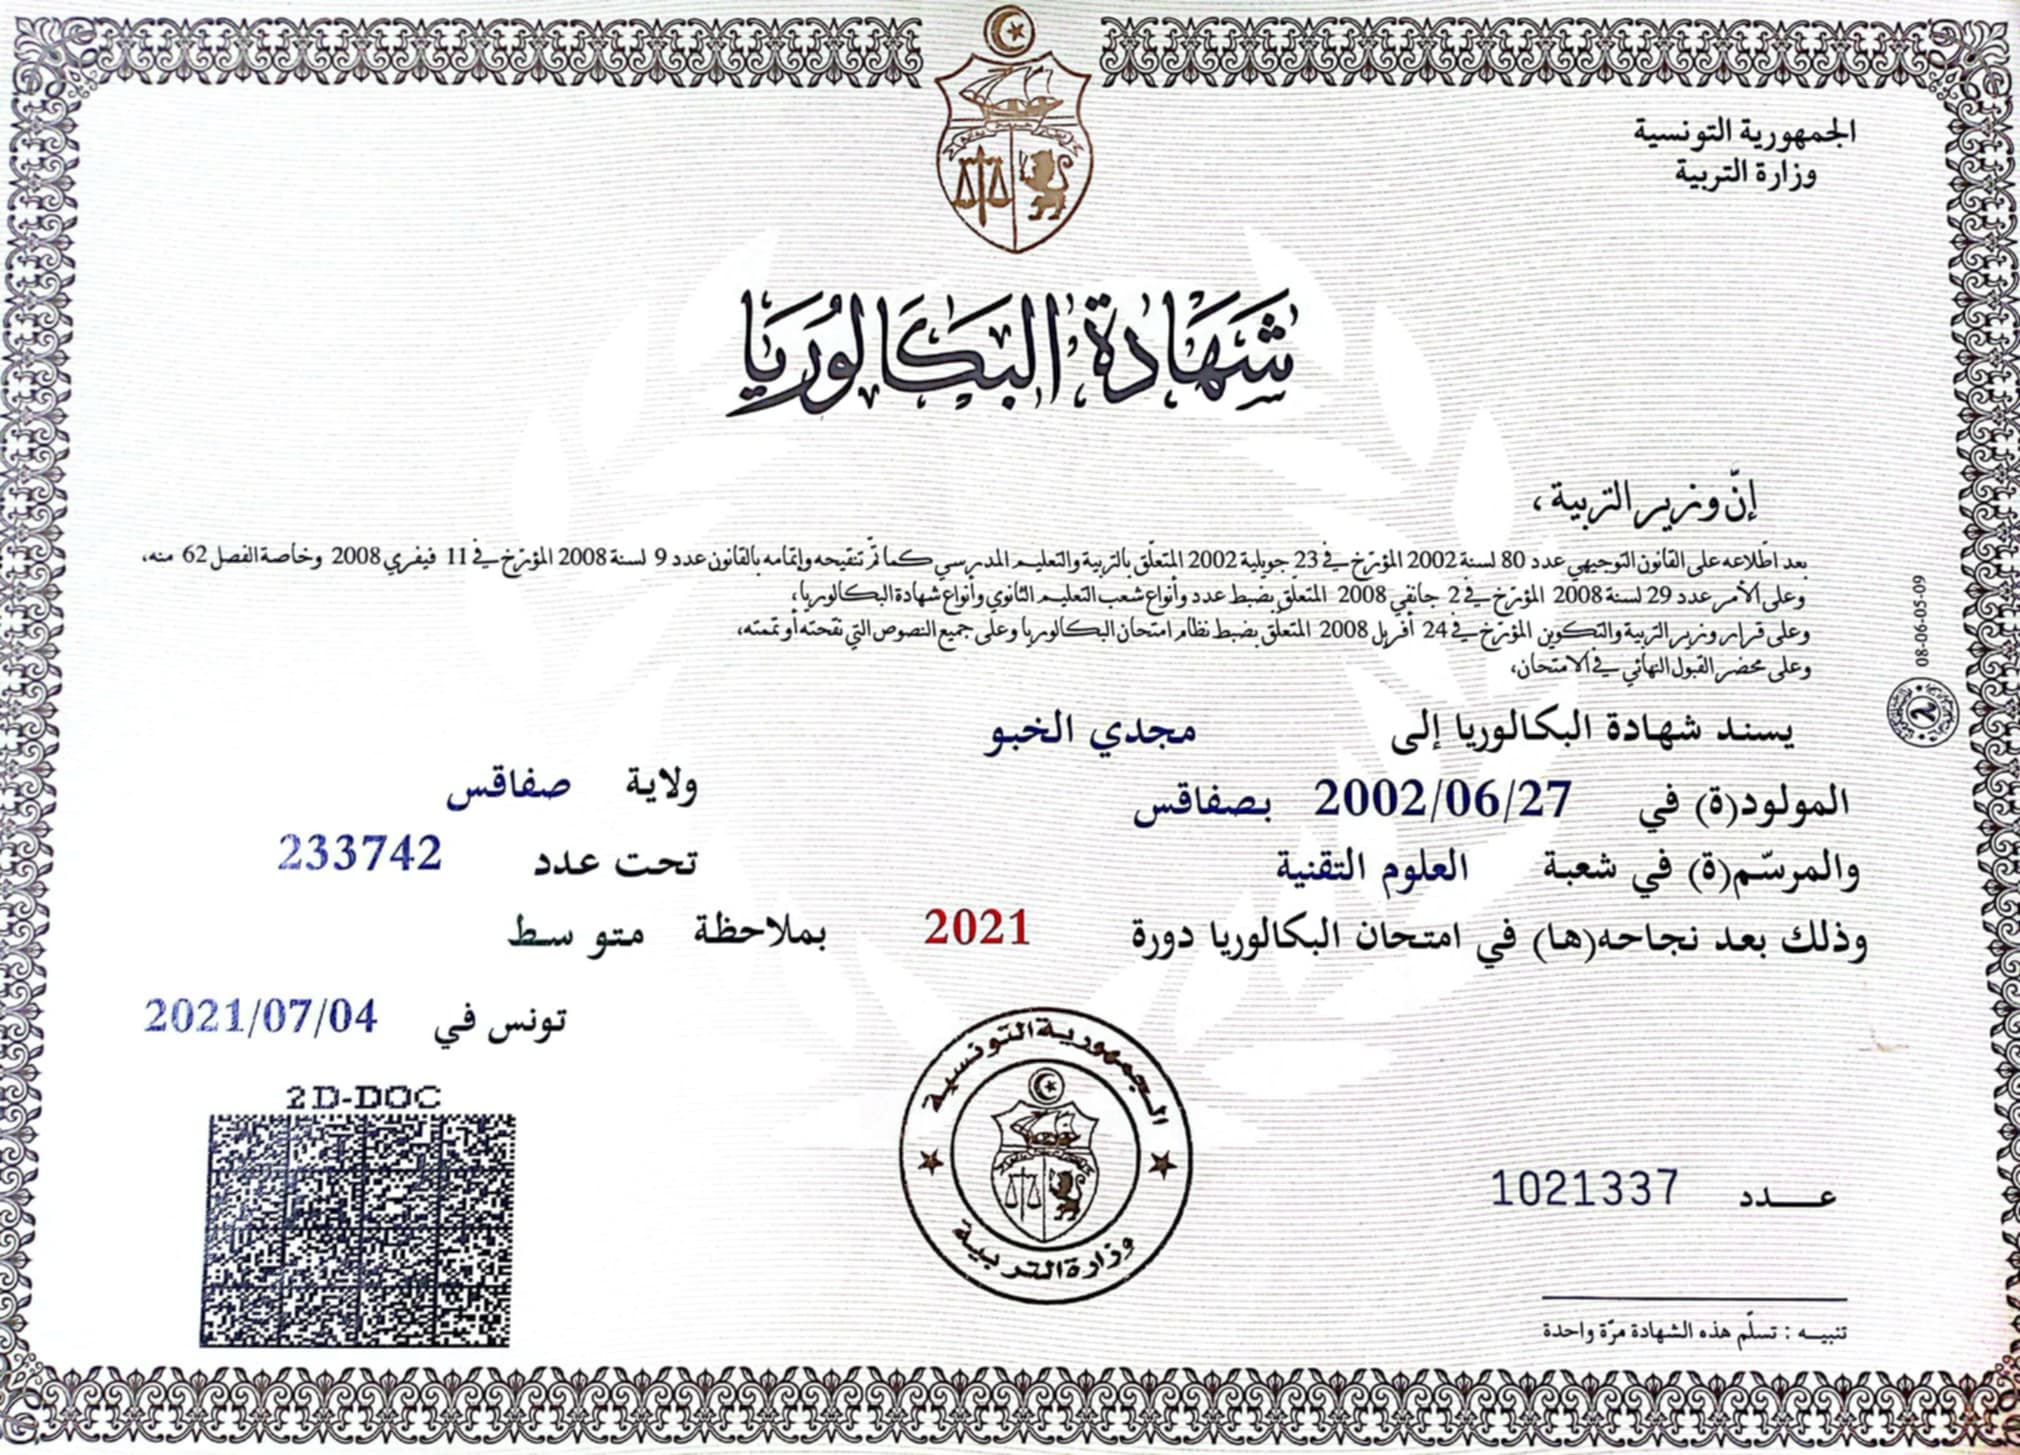 الجمهورية التونسية
وزارة التربية
شَهَادَة البَكَالُورِيَا
إنّ وزير التربية،
بعد اطّلاعه على القانون التوجيهي عدد 80 لسنة 2002 المؤرّخ في 23 جويلية 2002 المتعلّق بالتربية والتعليم المدرسي كما تمّ تنقيحه وإتمامه بالقانون عدد 9 لسنة 2008 المؤرّخ في 11 فيفري 2008 وخاصة الفصل 62 منه،
وعلى الأمر عدد 29 لسنة 2008 المؤرّخ في 2 جانفي 2008 المتعلّق بضبط عدد وأنواع شعب التعليم الثانوي وأنواع شهادة البكالوريا،
وعلى قرار وزير التربية والتكوين المؤرّخ في 24 أفريل 2008 المتعلّق بضبط نظام امتحان البكالوريا وعلى جميع النصوص التي نقحته أو تممته،
وعلى محضر القبول النهائي في الامتحان،
08-06-05-09
يسند شهادة البكالوريا إلى مجدي الخبو
المولود(ة) في 2002/06/27 بصفاقس ولاية صفاقس
والمرسّم(ة) في شعبة العلوم التقنية تحت عدد 233742
وذلك بعد نجاحه(ها) في امتحان البكالوريا دورة 2021 بملاحظة متوسط
تونس في 2021/07/04
2D-DOC
الجمهورية التونسية
وزارة التربية
عدد 1021337
تنبيه : تسلّم هذه الشهادة مرّة واحدة